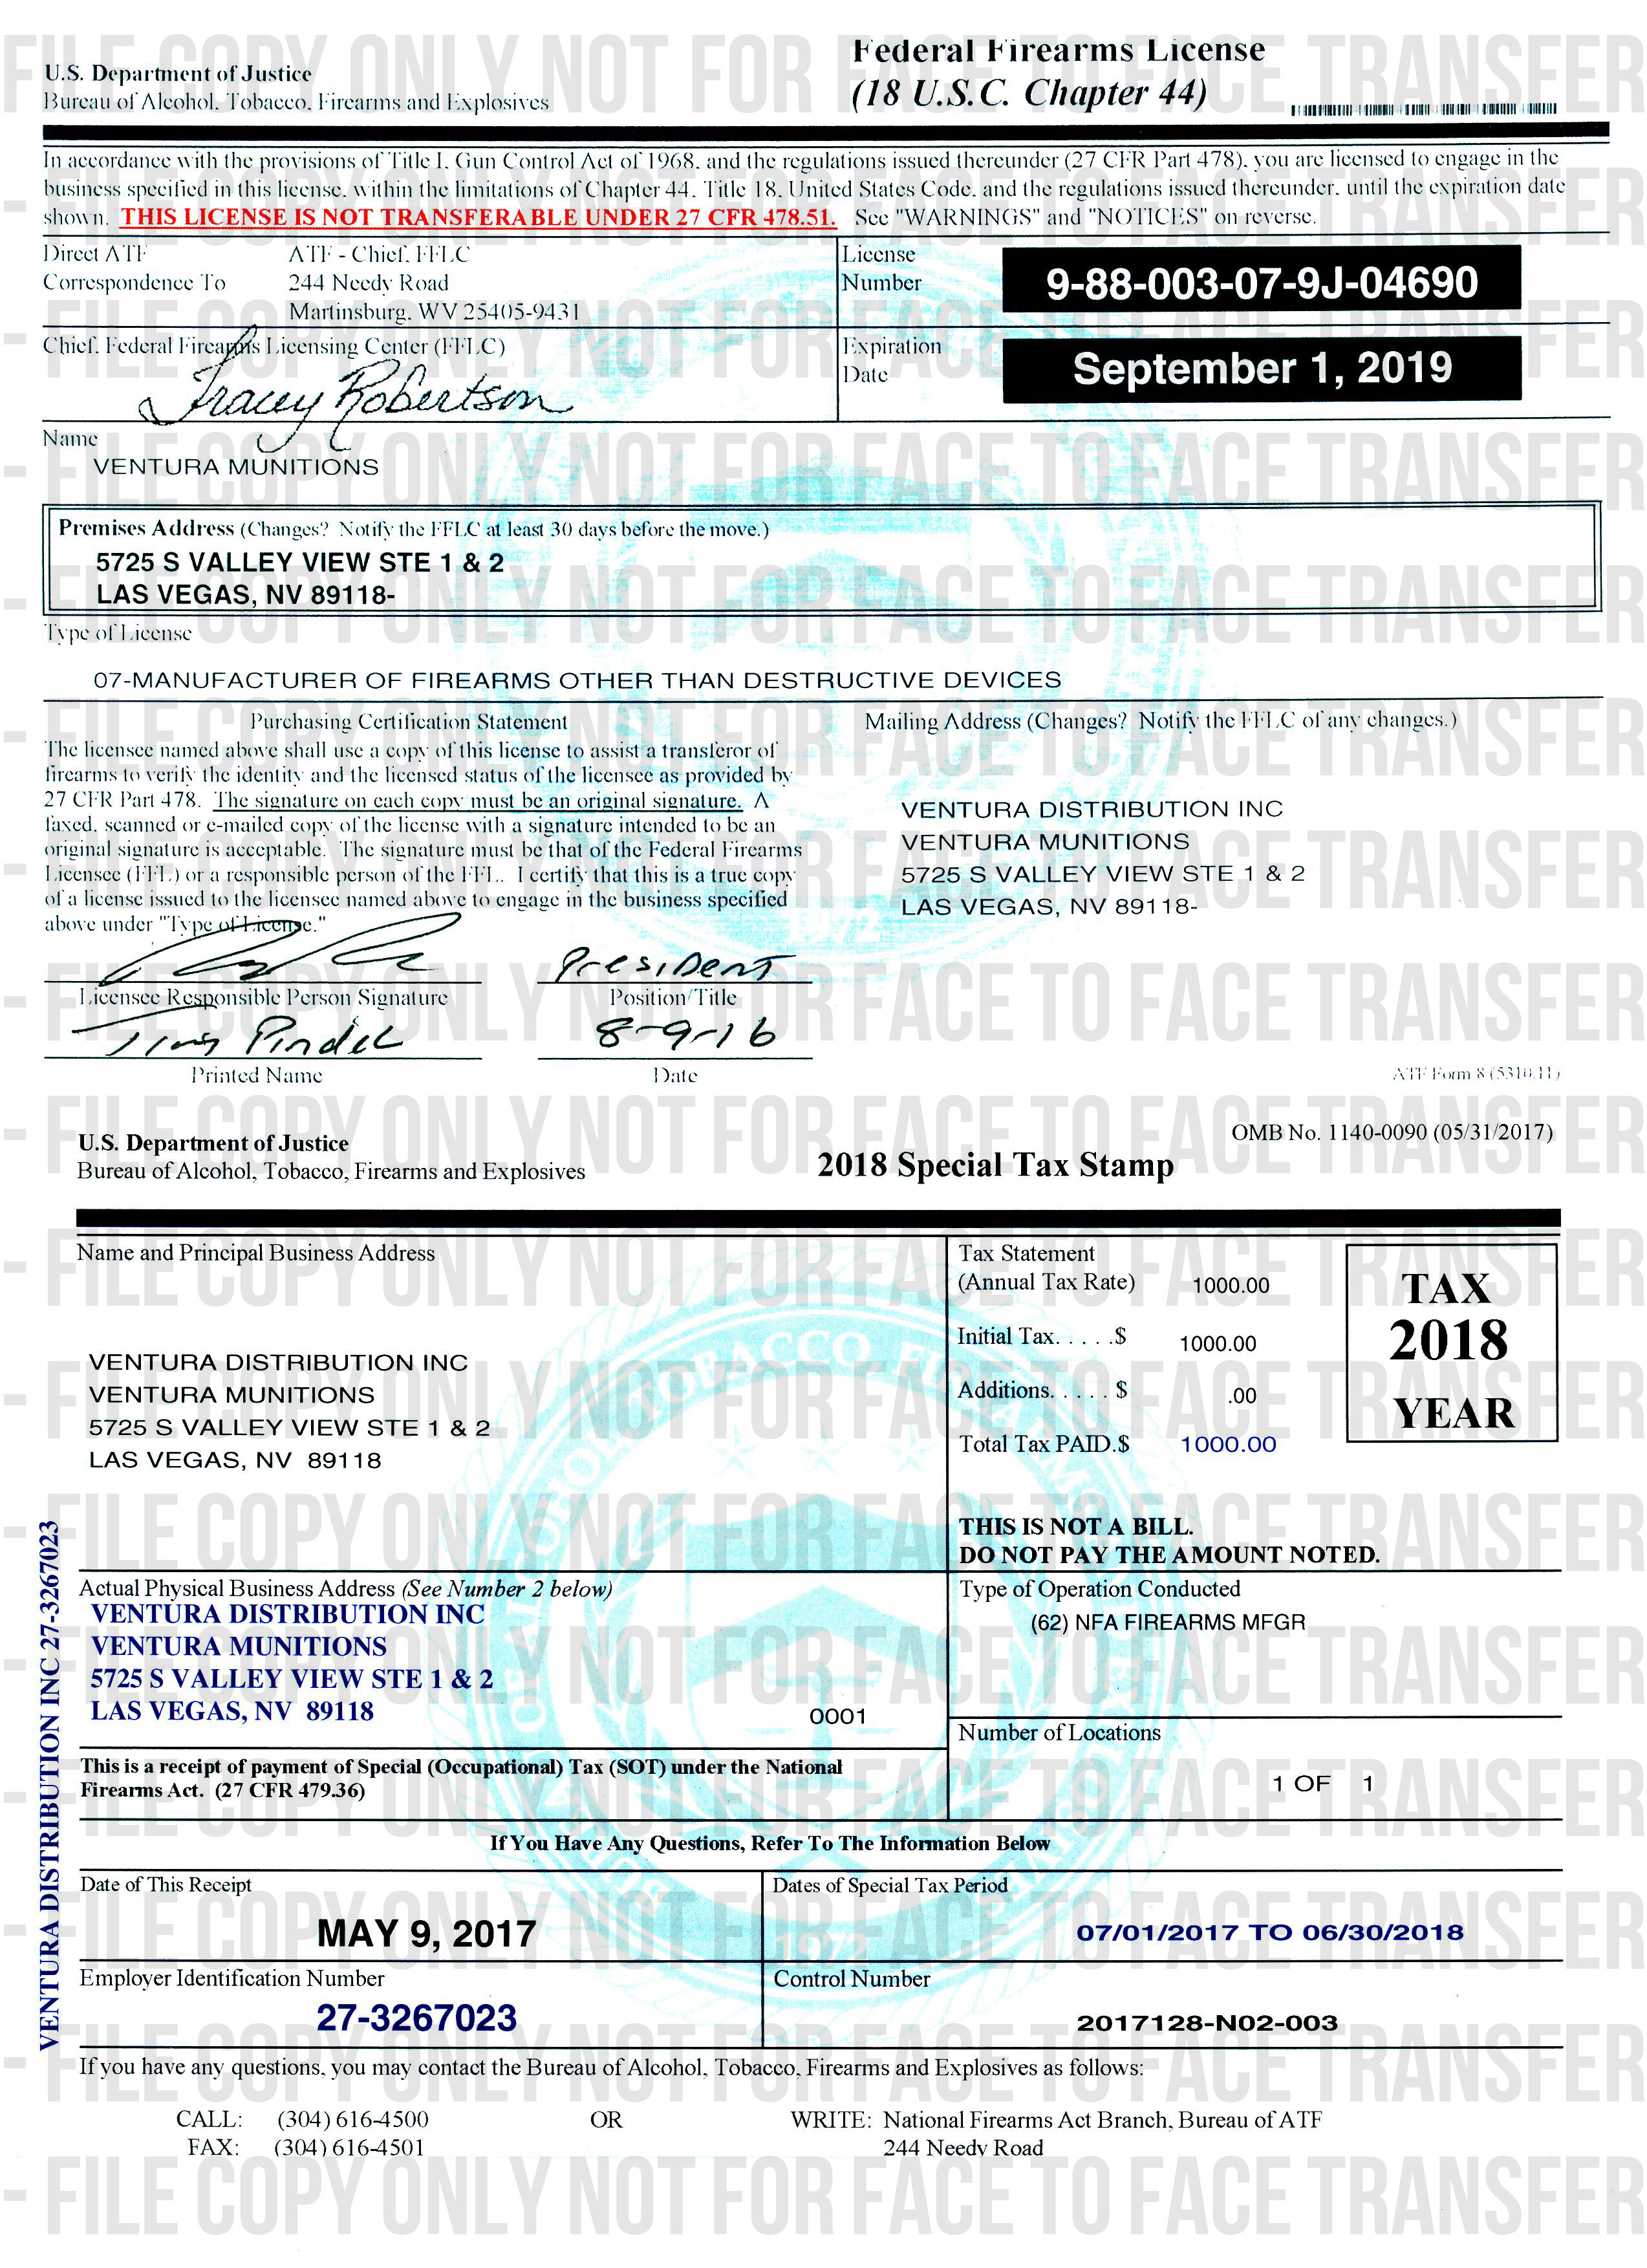 FILE COPY ONLY NOT FOR FACE TO FACE TRANSFER
U.S. Department of Justice
Bureau of Alcohol, Tobacco, Firearms and Explosives
Federal Firearms License
(18 U.S.C. Chapter 44)
In accordance with the provisions of Title I, Gun Control Act of 1968, and the regulations issued thereunder (27 CFR Part 478), you are licensed to engage in the
business specified in this license, within the limitations of Chapter 44, Title 18, United States Code, and the regulations issued thereunder, until the expiration date
shown. THIS LICENSE IS NOT TRANSFERABLE UNDER 27 CFR 478.51. See "WARNINGS" and "NOTICES" on reverse.
Direct ATF
Correspondence To
ATF - Chief, FFLC
244 Needy Road
Martinsburg, WV 25405-9431
License
Number
9-88-003-07-9J-04690
Chief, Federal Firearms Licensing Center (FFLC)
Tracey Robertson
Expiration
Date
September 1, 2019
Name
VENTURA MUNITIONS
Premises Address (Changes? Notify the FFLC at least 30 days before the move.)
5725 S VALLEY VIEW STE 1 & 2
LAS VEGAS, NV 89118-
Type of License
07-MANUFACTURER OF FIREARMS OTHER THAN DESTRUCTIVE DEVICES
Purchasing Certification Statement
The licensee named above shall use a copy of this license to assist a transferor of
firearms to verify the identity and the licensed status of the licensee as provided by
27 CFR Part 478. The signature on each copy must be an original signature. A
faxed, scanned or e-mailed copy of the license with a signature intended to be an
original signature is acceptable. The signature must be that of the Federal Firearms
Licensee (FFL) or a responsible person of the FFL. I certify that this is a true copy
of a license issued to the licensee named above to engage in the business specified
above under "Type of License."
Mailing Address (Changes? Notify the FFLC of any changes.)
VENTURA DISTRIBUTION INC
VENTURA MUNITIONS
5725 S VALLEY VIEW STE 1 & 2
LAS VEGAS, NV 89118-
President
Licensee Responsible Person Signature
Position/Title
8-9-16
Printed Name
Date
ATF Form 8 (5310.11)
U.S. Department of Justice
Bureau of Alcohol, Tobacco, Firearms and Explosives
2018 Special Tax Stamp
OMB No. 1140-0090 (05/31/2017)
Name and Principal Business Address
VENTURA DISTRIBUTION INC
VENTURA MUNITIONS
5725 S VALLEY VIEW STE 1 & 2
LAS VEGAS, NV 89118
Tax Statement
(Annual Tax Rate) 1000.00
Initial Tax. . . . .$ 1000.00
Additions. . . . . $ .00
Total Tax PAID.$ 1000.00
TAX
2018
YEAR
THIS IS NOT A BILL.
DO NOT PAY THE AMOUNT NOTED.
Actual Physical Business Address (See Number 2 below)
VENTURA DISTRIBUTION INC
VENTURA MUNITIONS
5725 S VALLEY VIEW STE 1 & 2
LAS VEGAS, NV 89118
0001
Type of Operation Conducted
(62) NFA FIREARMS MFGR
Number of Locations
1 OF 1
This is a receipt of payment of Special (Occupational) Tax (SOT) under the National
Firearms Act. (27 CFR 479.36)
If You Have Any Questions, Refer To The Information Below
Date of This Receipt
MAY 9, 2017
Dates of Special Tax Period
07/01/2017 TO 06/30/2018
Employer Identification Number
27-3267023
Control Number
2017128-N02-003
VENTURA DISTRIBUTION INC 27-3267023
If you have any questions, you may contact the Bureau of Alcohol, Tobacco, Firearms and Explosives as follows:
CALL: (304) 616-4500 OR WRITE: National Firearms Act Branch, Bureau of ATF
FAX: (304) 616-4501 244 Needy Road